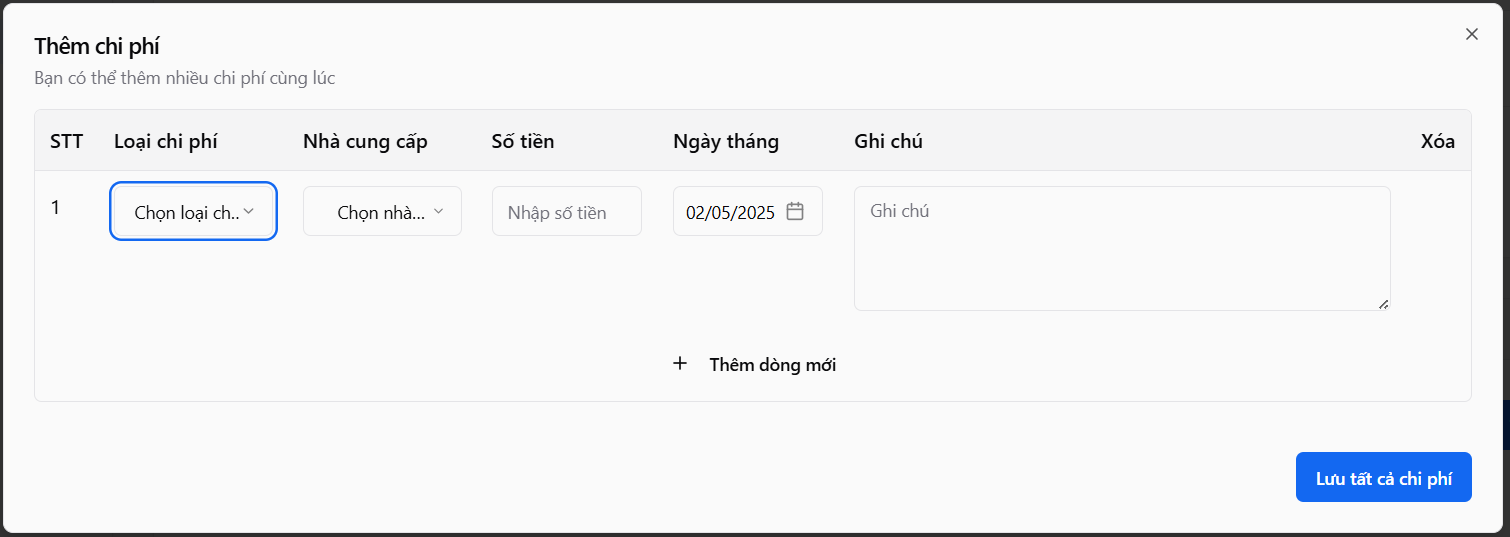 Thêm chi phí
Bạn có thể thêm nhiều chi phí cùng lúc
STT Loại chi phí Nhà cung cấp Số tiền Ngày tháng Ghi chú Xóa
1 Chọn loại ch.. Chọn nhà... Nhập số tiền 02/05/2025 Ghi chú
+ Thêm dòng mới
Lưu tất cả chi phí